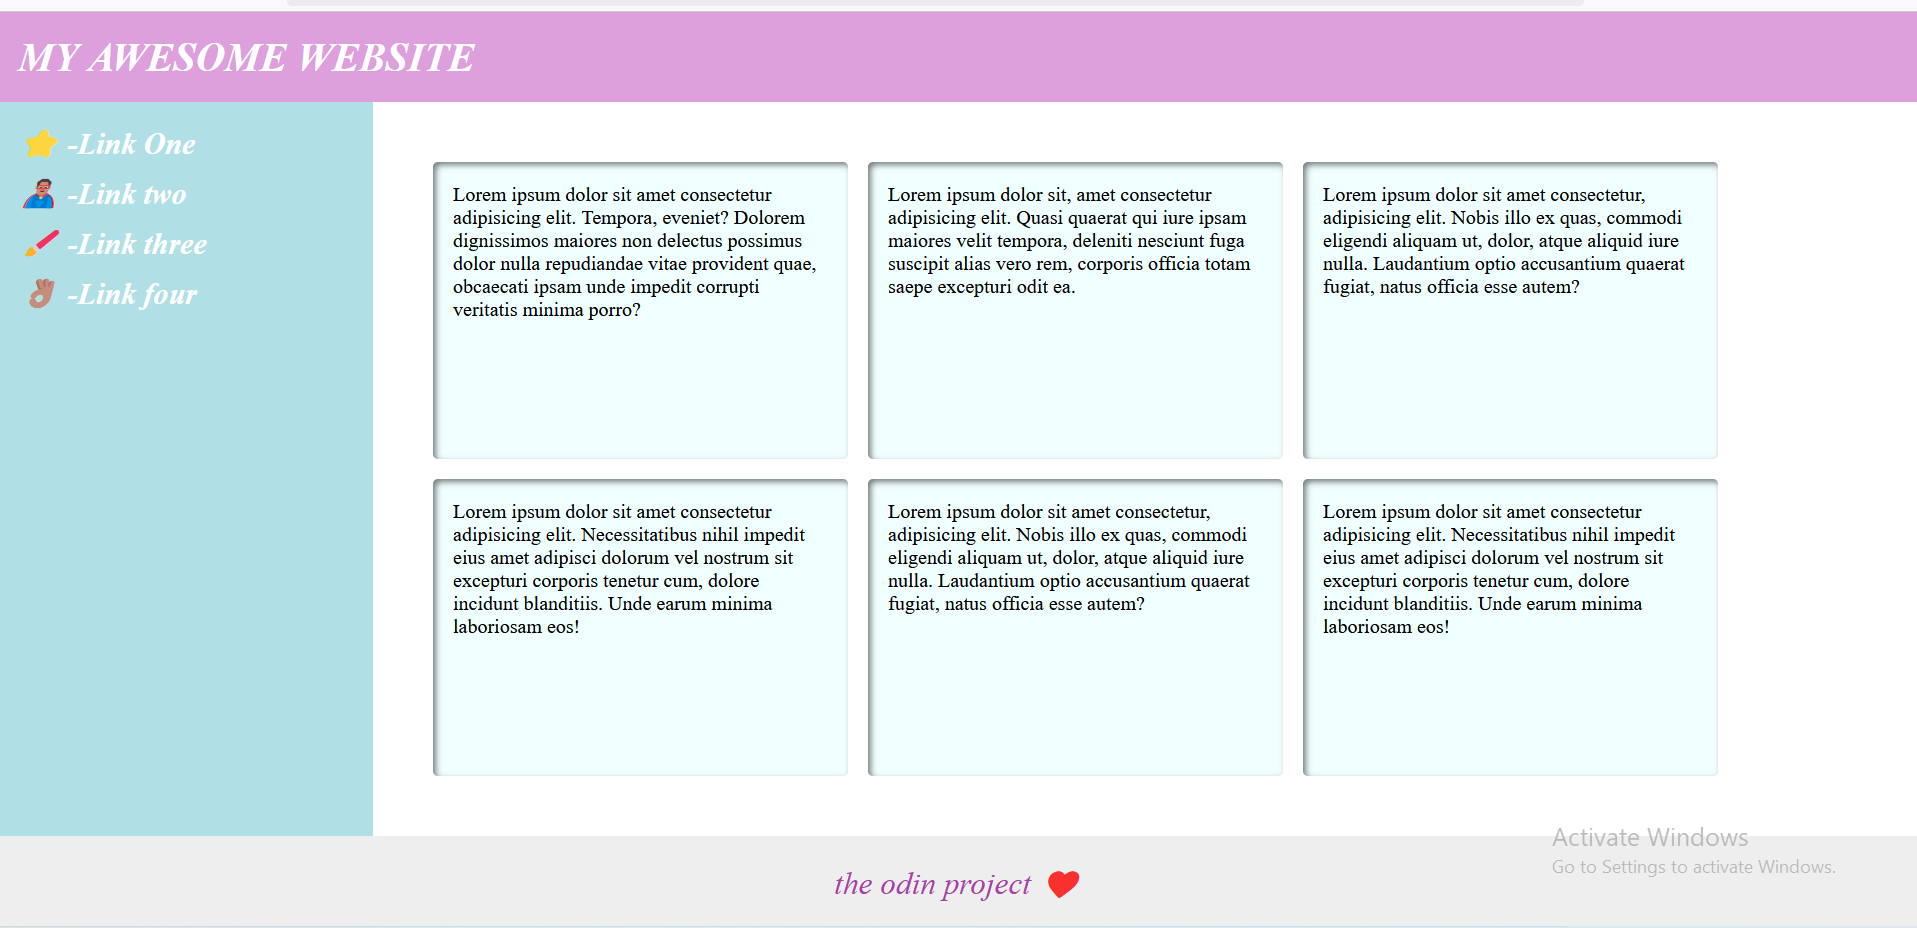 MY AWESOME WEBSITE
-Link One
-Link two
-Link three
-Link four
Lorem ipsum dolor sit amet consectetur
adipisicing elit. Tempora, eveniet? Dolorem
dignissimos maiores non delectus possimus
dolor nulla repudiandae vitae provident quae,
obcaecati ipsam unde impedit corrupti
veritatis minima porro?
Lorem ipsum dolor sit, amet consectetur
adipisicing elit. Quasi quaerat qui iure ipsam
maiores velit tempora, deleniti nesciunt fuga
suscipit alias vero rem, corporis officia totam
saepe excepturi odit ea.
Lorem ipsum dolor sit amet consectetur,
adipisicing elit. Nobis illo ex quas, commodi
eligendi aliquam ut, dolor, atque aliquid iure
nulla. Laudantium optio accusantium quaerat
fugiat, natus officia esse autem?
Lorem ipsum dolor sit amet consectetur
adipisicing elit. Necessitatibus nihil impedit
eius amet adipisci dolorum vel nostrum sit
excepturi corporis tenetur cum, dolore
incidunt blanditiis. Unde earum minima
laboriosam eos!
Lorem ipsum dolor sit amet consectetur,
adipisicing elit. Nobis illo ex quas, commodi
eligendi aliquam ut, dolor, atque aliquid iure
nulla. Laudantium optio accusantium quaerat
fugiat, natus officia esse autem?
Lorem ipsum dolor sit amet consectetur
adipisicing elit. Necessitatibus nihil impedit
eius amet adipisci dolorum vel nostrum sit
excepturi corporis tenetur cum, dolore
incidunt blanditiis. Unde earum minima
laboriosam eos!
Activate Windows
Go to Settings to activate Windows.
the odin project